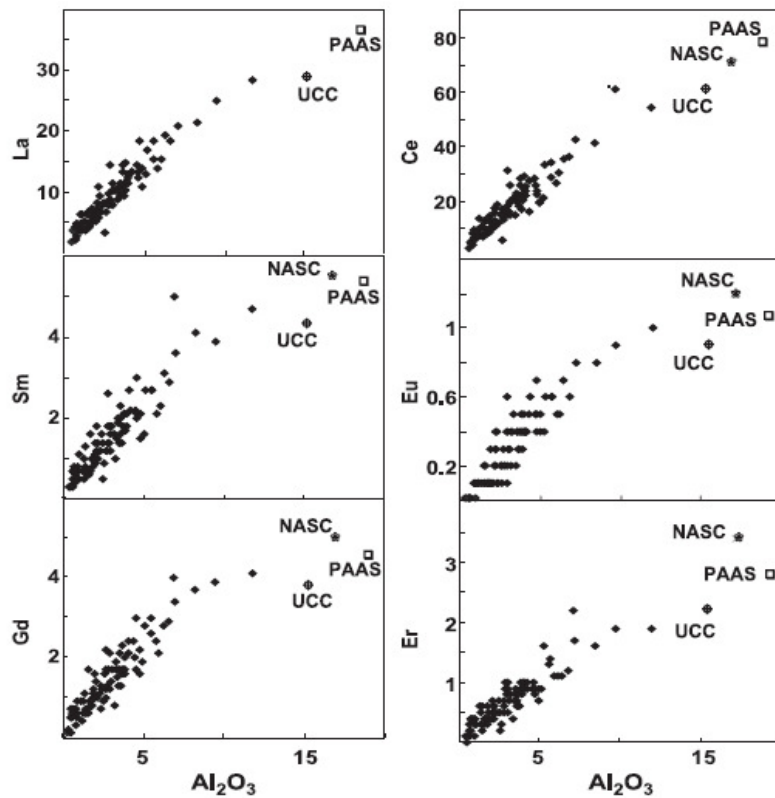 La
30
20
10
PAAS
UCC
Ce
80
60
40
20
PAAS
NASC
UCC
Sm
4
2
NASC
PAAS
UCC
Eu
1
0.6
0.2
NASC
PAAS
UCC
Gd
4
2
NASC
PAAS
UCC
5
15
Al2O3
Er
3
2
1
NASC
PAAS
UCC
5
15
Al2O3